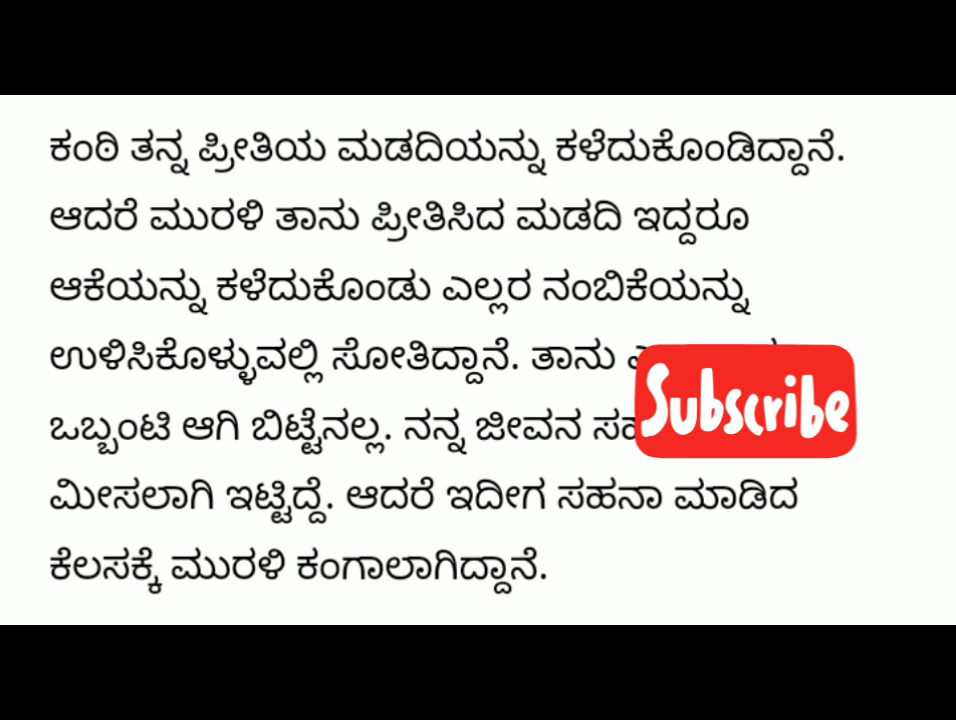 ಕಂಠಿ ತನ್ನ ಪ್ರೀತಿಯ ಮಡದಿಯನ್ನು ಕಳೆದುಕೊಂಡಿದ್ದಾನೆ.
ಆದರೆ ಮುರಳಿ ತಾನು ಪ್ರೀತಿಸಿದ ಮಡದಿ ಇದ್ದರೂ
ಆಕೆಯನ್ನು ಕಳೆದುಕೊಂಡು ಎಲ್ಲರ ನಂಬಿಕೆಯನ್ನು
ಉಳಿಸಿಕೊಳ್ಳುವಲ್ಲಿ ಸೋತಿದ್ದಾನೆ. ತಾನು
Subscribe
ಒಬ್ಬಂಟಿ ಆಗಿ ಬಿಟ್ಟೆನಲ್ಲ. ನನ್ನ ಜೀವನ
ಮೀಸಲಾಗಿ ಇಟ್ಟಿದ್ದೆ. ಆದರೆ ಇದೀಗ ಸಹನಾ ಮಾಡಿದ
ಕೆಲಸಕ್ಕೆ ಮುರಳಿ ಕಂಗಾಲಾಗಿದ್ದಾನೆ.